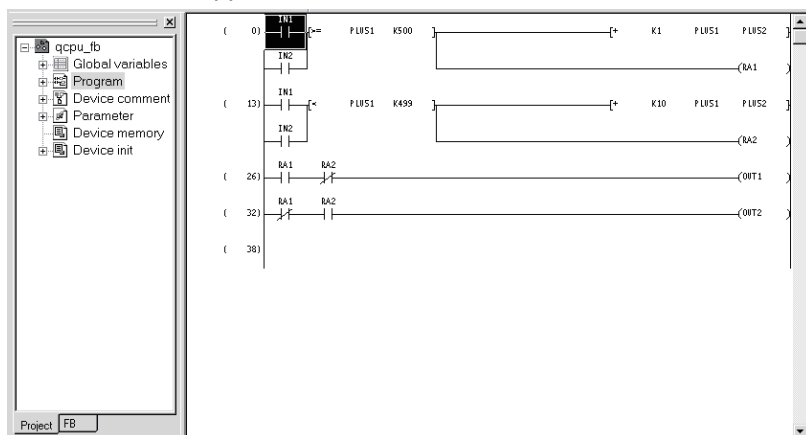 qcpu_fb
Global variables
Program
Device comment
Parameter
Device memory
Device init
Project FB
IN1
( 0) [>= PLUS1 K500 ] [+ K1 PLUS1 PLUS2 ]
IN2
(RA1 )
IN1
( 13) [< PLUS1 K499 ] [+ K10 PLUS1 PLUS2 ]
IN2
(RA2 )
RA1 RA2
( 26) (OUT1 )
RA1 RA2
( 32) (OUT2 )
( 38)